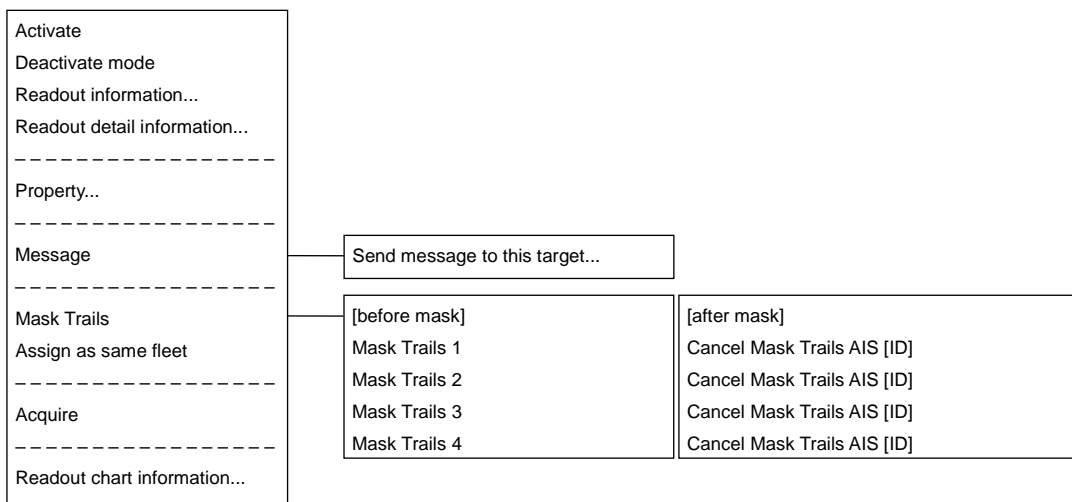 Activate
Deactivate mode
Readout information...
Readout detail information...
Property...
Message
Send message to this target...
Mask Trails
Assign as same fleet
[before mask]
Mask Trails 1
Mask Trails 2
Mask Trails 3
Mask Trails 4
[after mask]
Cancel Mask Trails AIS [ID]
Cancel Mask Trails AIS [ID]
Cancel Mask Trails AIS [ID]
Cancel Mask Trails AIS [ID]
Acquire
Readout chart information...